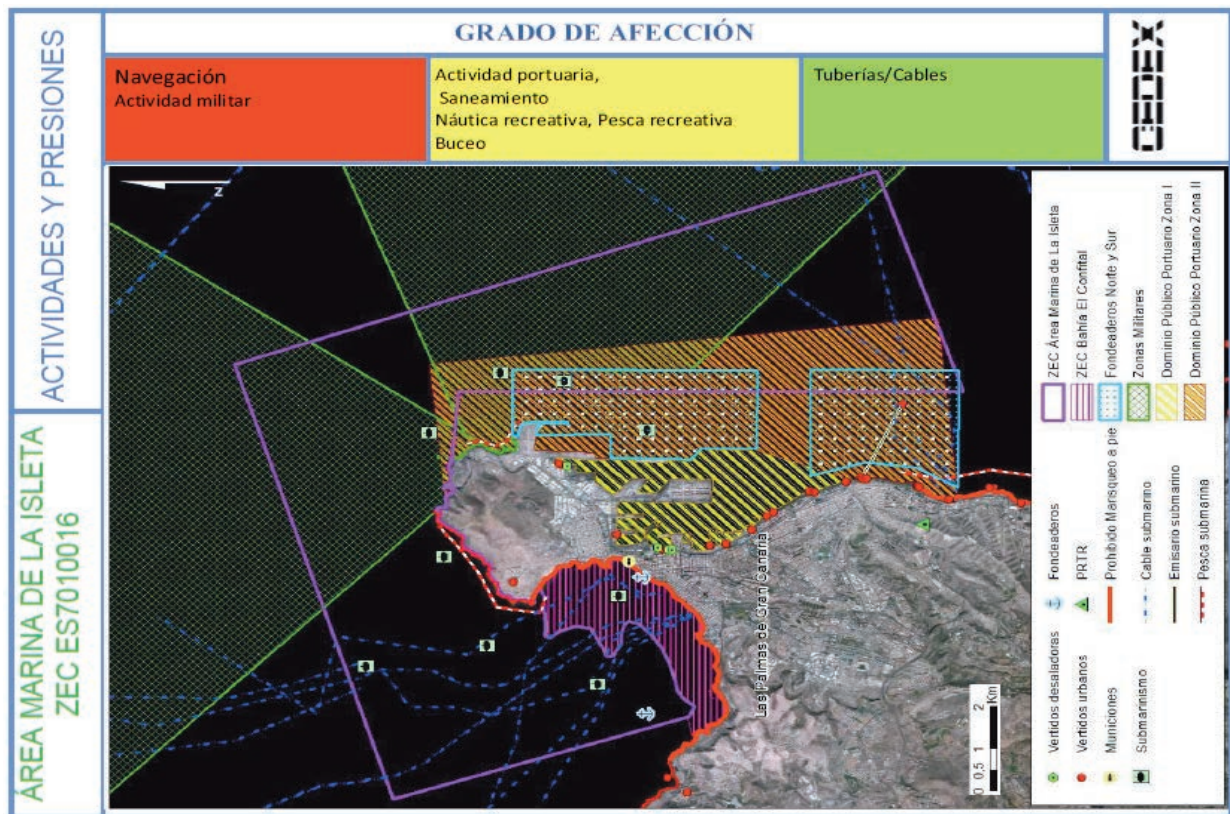 ÁREA MARINA DE LA ISLETA
ZEC ES7010016
ACTIVIDADES Y PRESIONES
GRADO DE AFECCIÓN
Navegación
Actividad militar
Actividad portuaria,
Saneamiento
Náutica recreativa, Pesca recreativa
Buceo
Tuberías/Cables
CEDEX
N
Las Palmas de Gran Canaria
0 0,5 1 2
Km
Vertidos desaladoras
Vertidos urbanos
Municiones
Submarinismo
Fondeaderos
PRTR
Prohibido Marisqueo a pie
Cable submarino
Emisario submarino
Pesca submarina
ZEC Área Marina de La Isleta
ZEC Bahía El Confital
Fondeaderos Norte y Sur
Zonas Militares
Dominio Público Portuario Zona I
Dominio Público Portuario Zona II